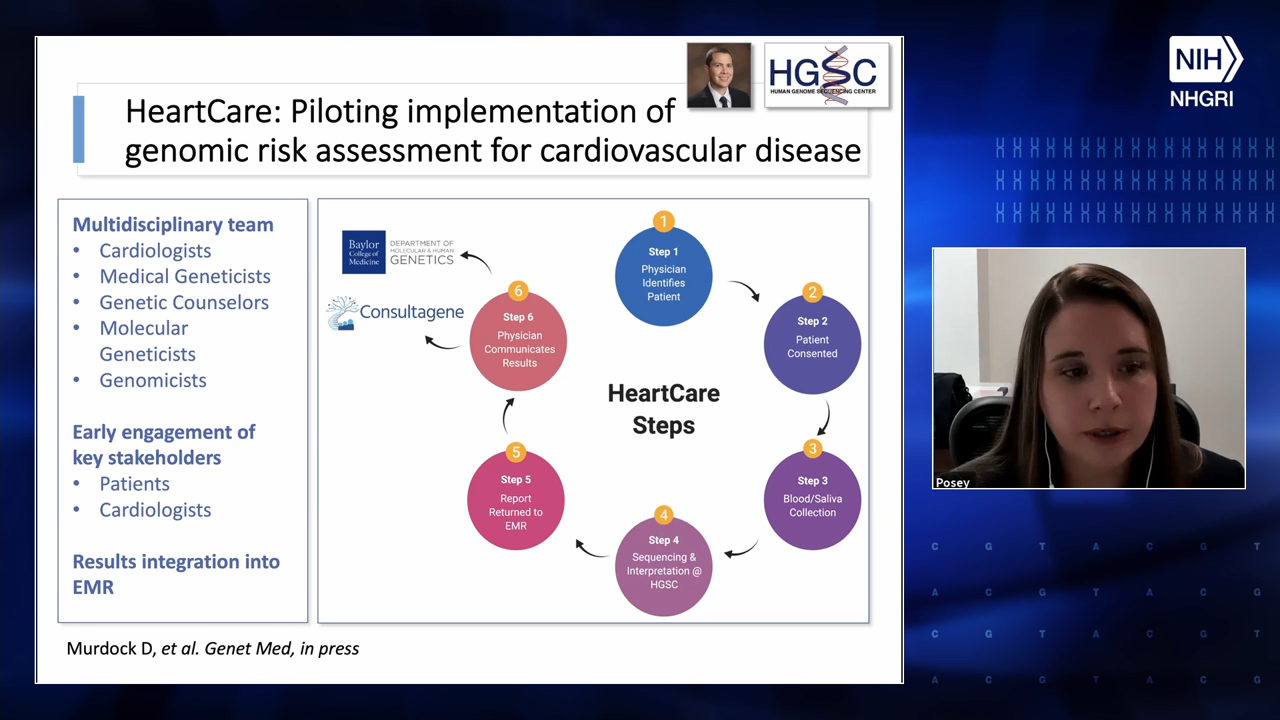 NIH
NHGRI
HGSC
HUMAN GENOME SEQUENCING CENTER
HeartCare: Piloting implementation of
genomic risk assessment for cardiovascular disease
Multidisciplinary team
• Cardiologists
• Medical Geneticists
• Genetic Counselors
• Molecular
Geneticists
• Genomicists
Early engagement of
key stakeholders
• Patients
• Cardiologists
Results integration into
EMR
Baylor
College of
Medicine
DEPARTMENT OF
MOLECULAR & HUMAN
GENETICS
Consultagene
HeartCare
Steps
1
Step 1
Physician
Identifies
Patient
2
Step 2
Patient
Consented
3
Step 3
Blood/Saliva
Collection
4
Step 4
Sequencing &
Interpretation @
HGSC
5
Step 5
Report
Returned to
EMR
6
Step 6
Physician
Communicates
Results
Murdock D, et al. Genet Med, in press
Posey
C G T A C G T
A C G T A C G
C G T A C G T
A C G T A C G